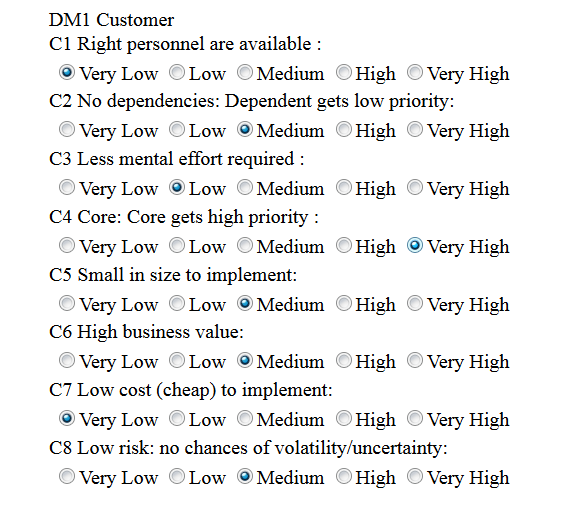 DM1 Customer
C1 Right personnel are available :
Very Low Low Medium High Very High
C2 No dependencies: Dependent gets low priority:
Very Low Low Medium High Very High
C3 Less mental effort required :
Very Low Low Medium High Very High
C4 Core: Core gets high priority :
Very Low Low Medium High Very High
C5 Small in size to implement:
Very Low Low Medium High Very High
C6 High business value:
Very Low Low Medium High Very High
C7 Low cost (cheap) to implement:
Very Low Low Medium High Very High
C8 Low risk: no chances of volatility/uncertainty:
Very Low Low Medium High Very High